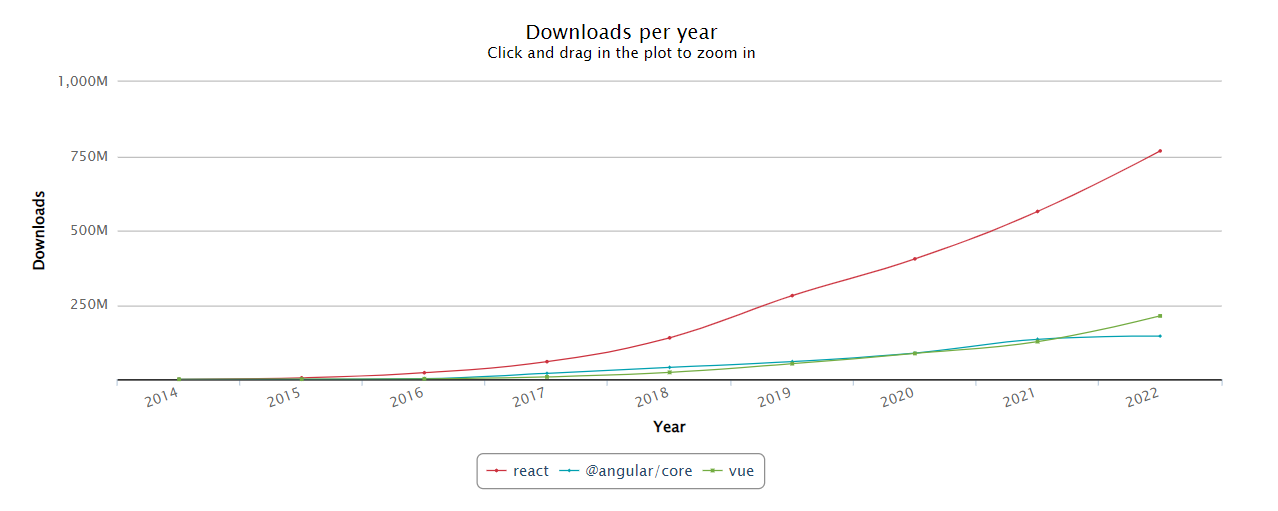 Downloads per year
Click and drag in the plot to zoom in
1,000M
750M
500M
250M
Downloads
2014 2015 2016 2017 2018 2019 2020 2021 2022
Year
react @angular/core vue